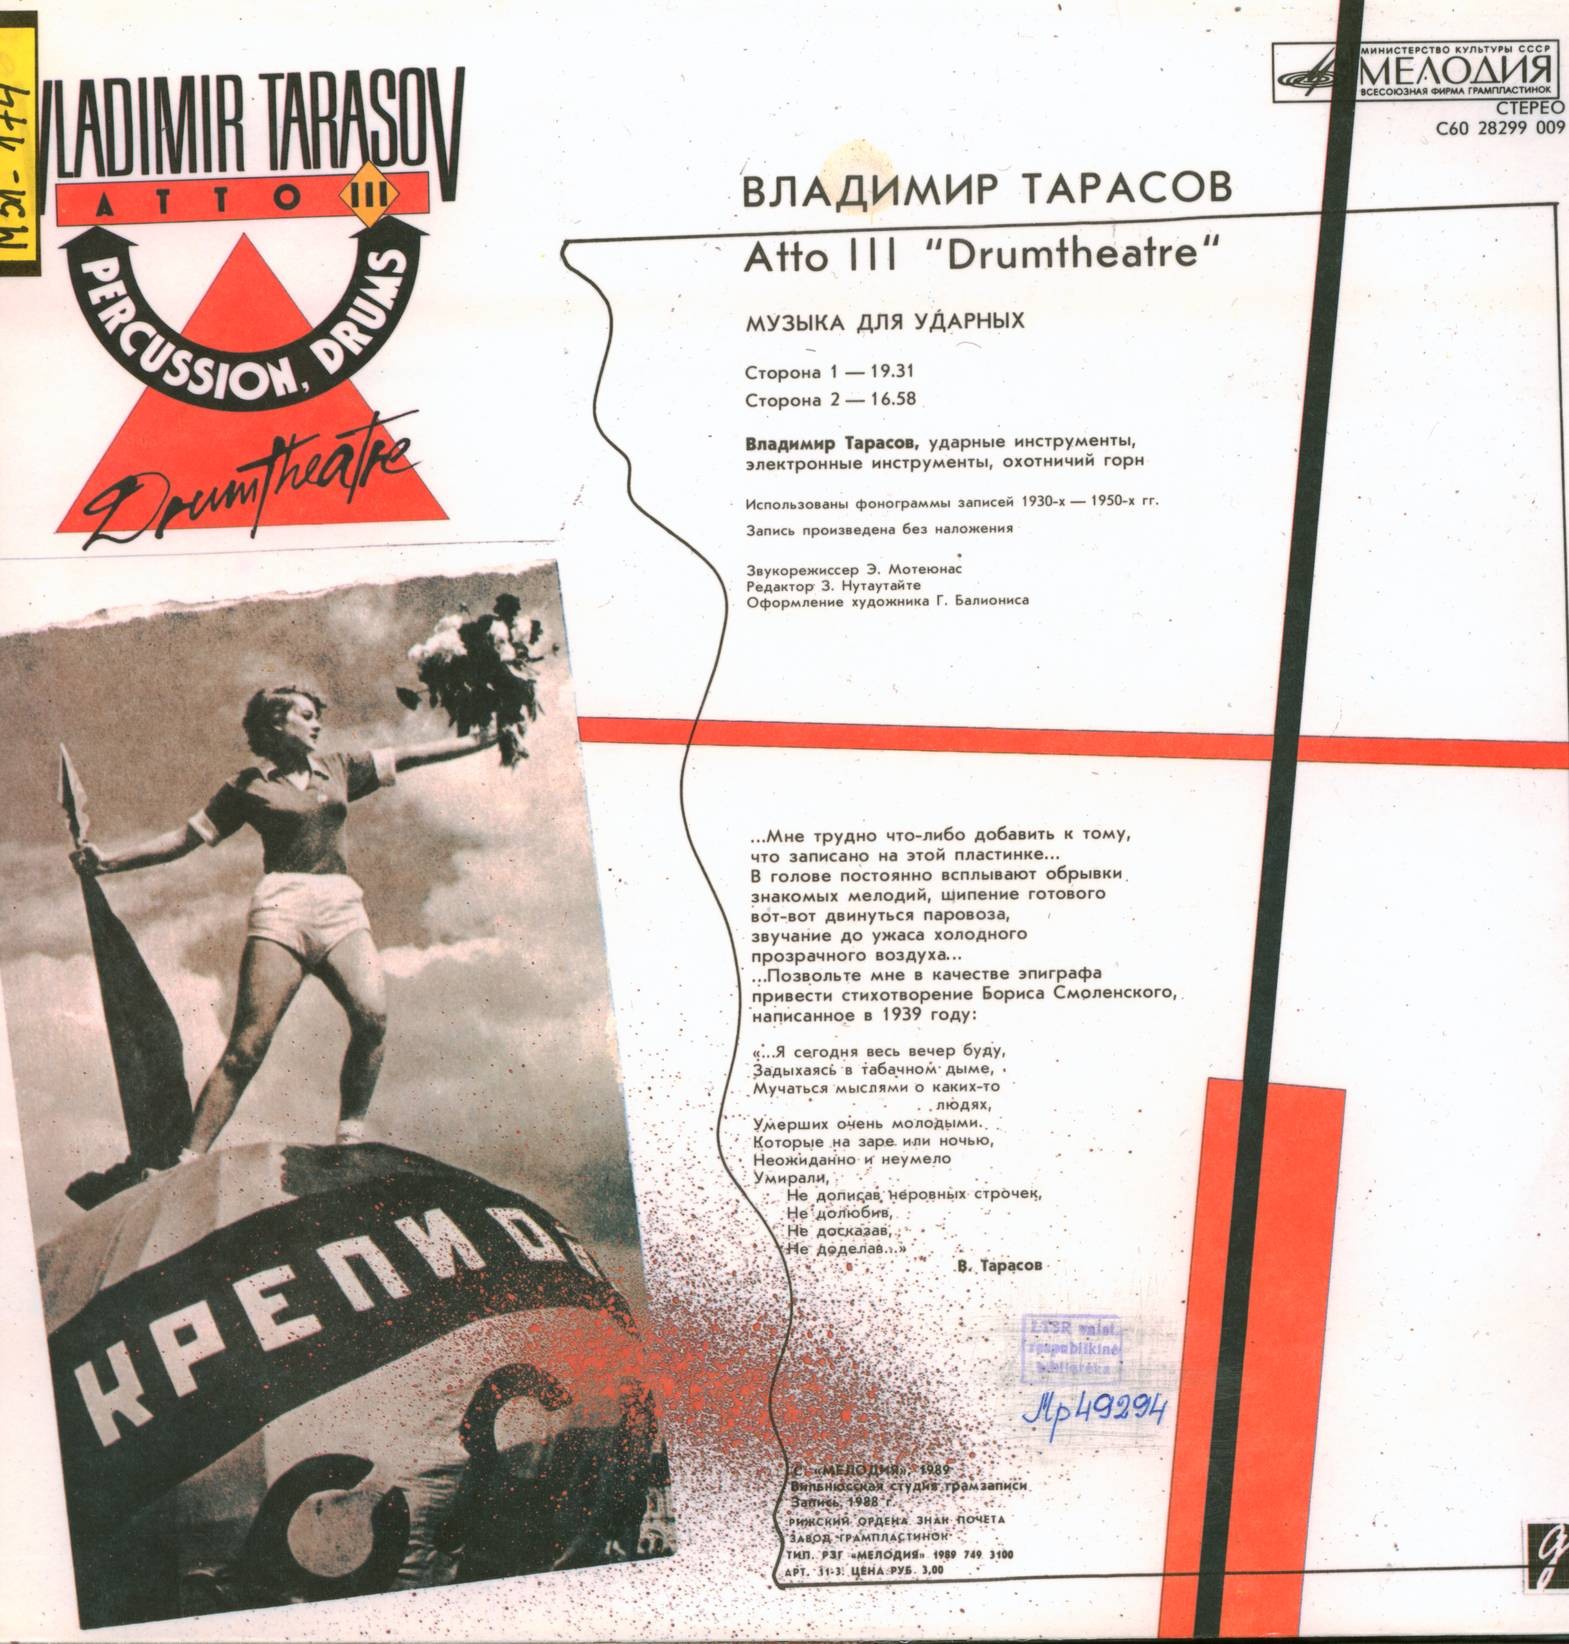 МЭЛ-174
VLADIMIR TARASOV
ATTO III
PERCUSSION, DRUMS
Drumtheatre
МИНИСТЕРСТВО КУЛЬТУРЫ СССР
МЕЛОДИЯ
ВСЕСОЮЗНАЯ ФИРМА ГРАМПЛАСТИНОК
СТЕРЕО
С60 28299 009
ВЛАДИМИР ТАРАСОВ
Atto III "Drumtheatre"
МУЗЫКА ДЛЯ УДАРНЫХ
Сторона 1 — 19.31
Сторона 2 — 16.58
Владимир Тарасов, ударные инструменты,
электронные инструменты, охотничий горн
Использованы фонограммы записей 1930-х — 1950-х гг.
Запись произведена без наложения
Звукорежиссер Э. Мотеюнас
Редактор З. Нутаутайте
Оформление художника Г. Балиониса
...Мне трудно что-либо добавить к тому,
что записано на этой пластинке...
В голове постоянно всплывают обрывки
знакомых мелодий, шипение готового
вот-вот двинуться паровоза,
звучание до ужаса холодного
прозрачного воздуха...
...Позвольте мне в качестве эпиграфа
привести стихотворение Бориса Смоленского,
написанное в 1939 году:
«...Я сегодня весь вечер буду,
Задыхаясь в табачном дыме,
Мучаться мыслями о каких-то
людях,
Умерших очень молодыми.
Которые на заре или ночью,
Неожиданно и неумело
Умирали,
Не дописав неровных строчек,
Не долюбив,
Не досказав,
Не доделав...»
В. Тарасов
КРЕПИ О
СС
LTSR valst.
respublikinė
biblioteka
Мр49294
С «МЕЛОДИЯ», 1989
Вильнюсская студия грамзаписи
Запись 1988 г.
РИЖСКИЙ ОРДЕНА ЗНАК ПОЧЕТА
ЗАВОД ГРАМПЛАСТИНОК
ТИП. РЗГ «МЕЛОДИЯ» 1989 749 3100
АРТ. 11-3. ЦЕНА РУБ. 3,00